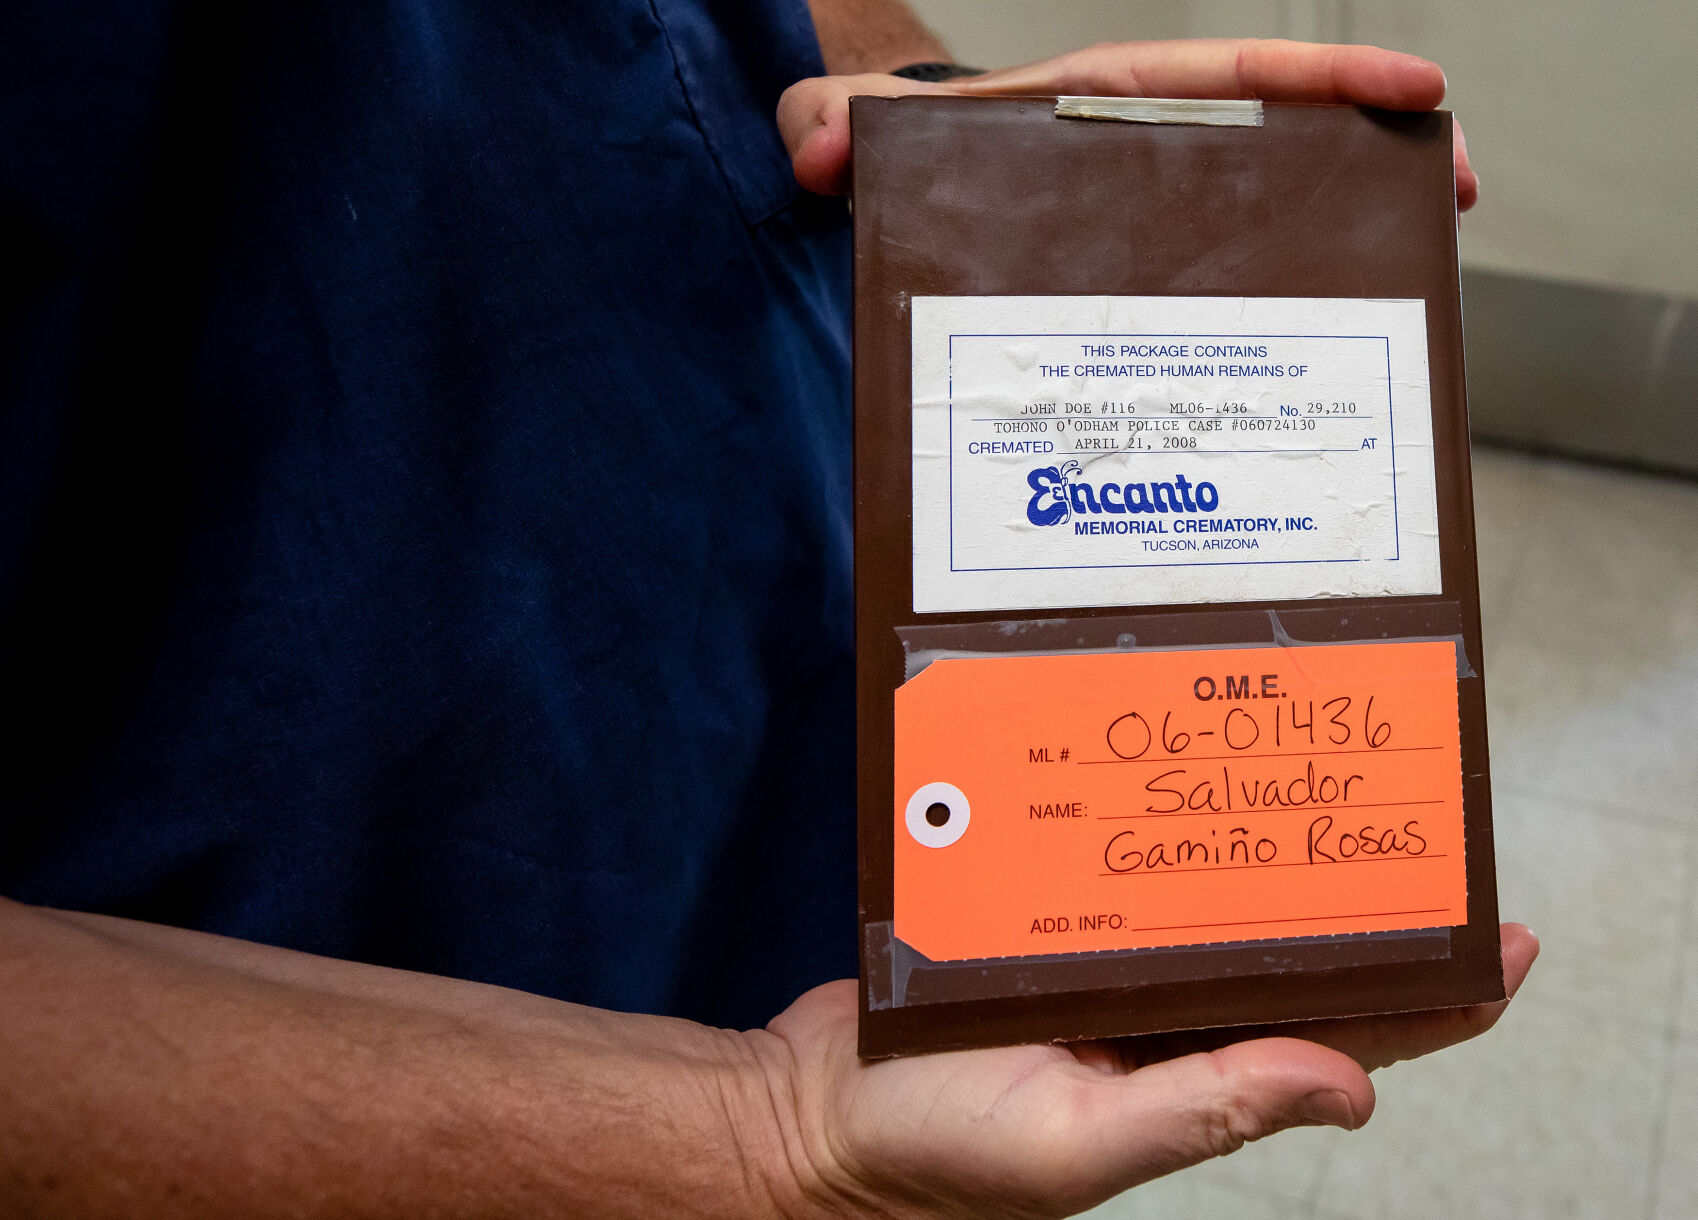 THIS PACKAGE CONTAINS
THE CREMATED HUMAN REMAINS OF
JOHN DOE #116 ML06-1436 No. 29,210
TOHONO O'ODHAM POLICE CASE #060724130
CREMATED APRIL 21, 2008 AT
Encanto
MEMORIAL CREMATORY, INC.
TUCSON, ARIZONA
O.M.E.
ML # 06-01436
NAME: Salvador
Gamiño Rosas
ADD. INFO: